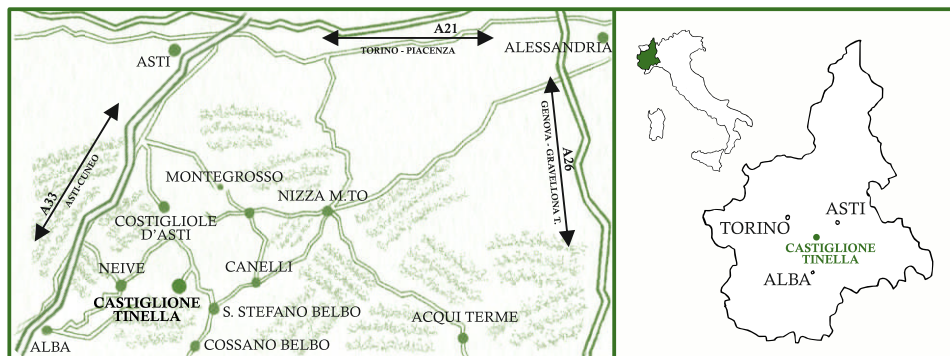 A21
TORINO - PIACENZA
ASTI
ALESSANDRIA
GENOVA - GRAVELLONA T.
A26
A33
ASTI-CUNEO
MONTEGROSSO
NIZZA M.TO
COSTIGLIOLE
D'ASTI
NEIVE
CANELLI
CASTIGLIONE
TINELLA
S. STEFANO BELBO
ACQUI TERME
ALBA
COSSANO BELBO
TORINO
ASTI
CASTIGLIONE
TINELLA
ALBA